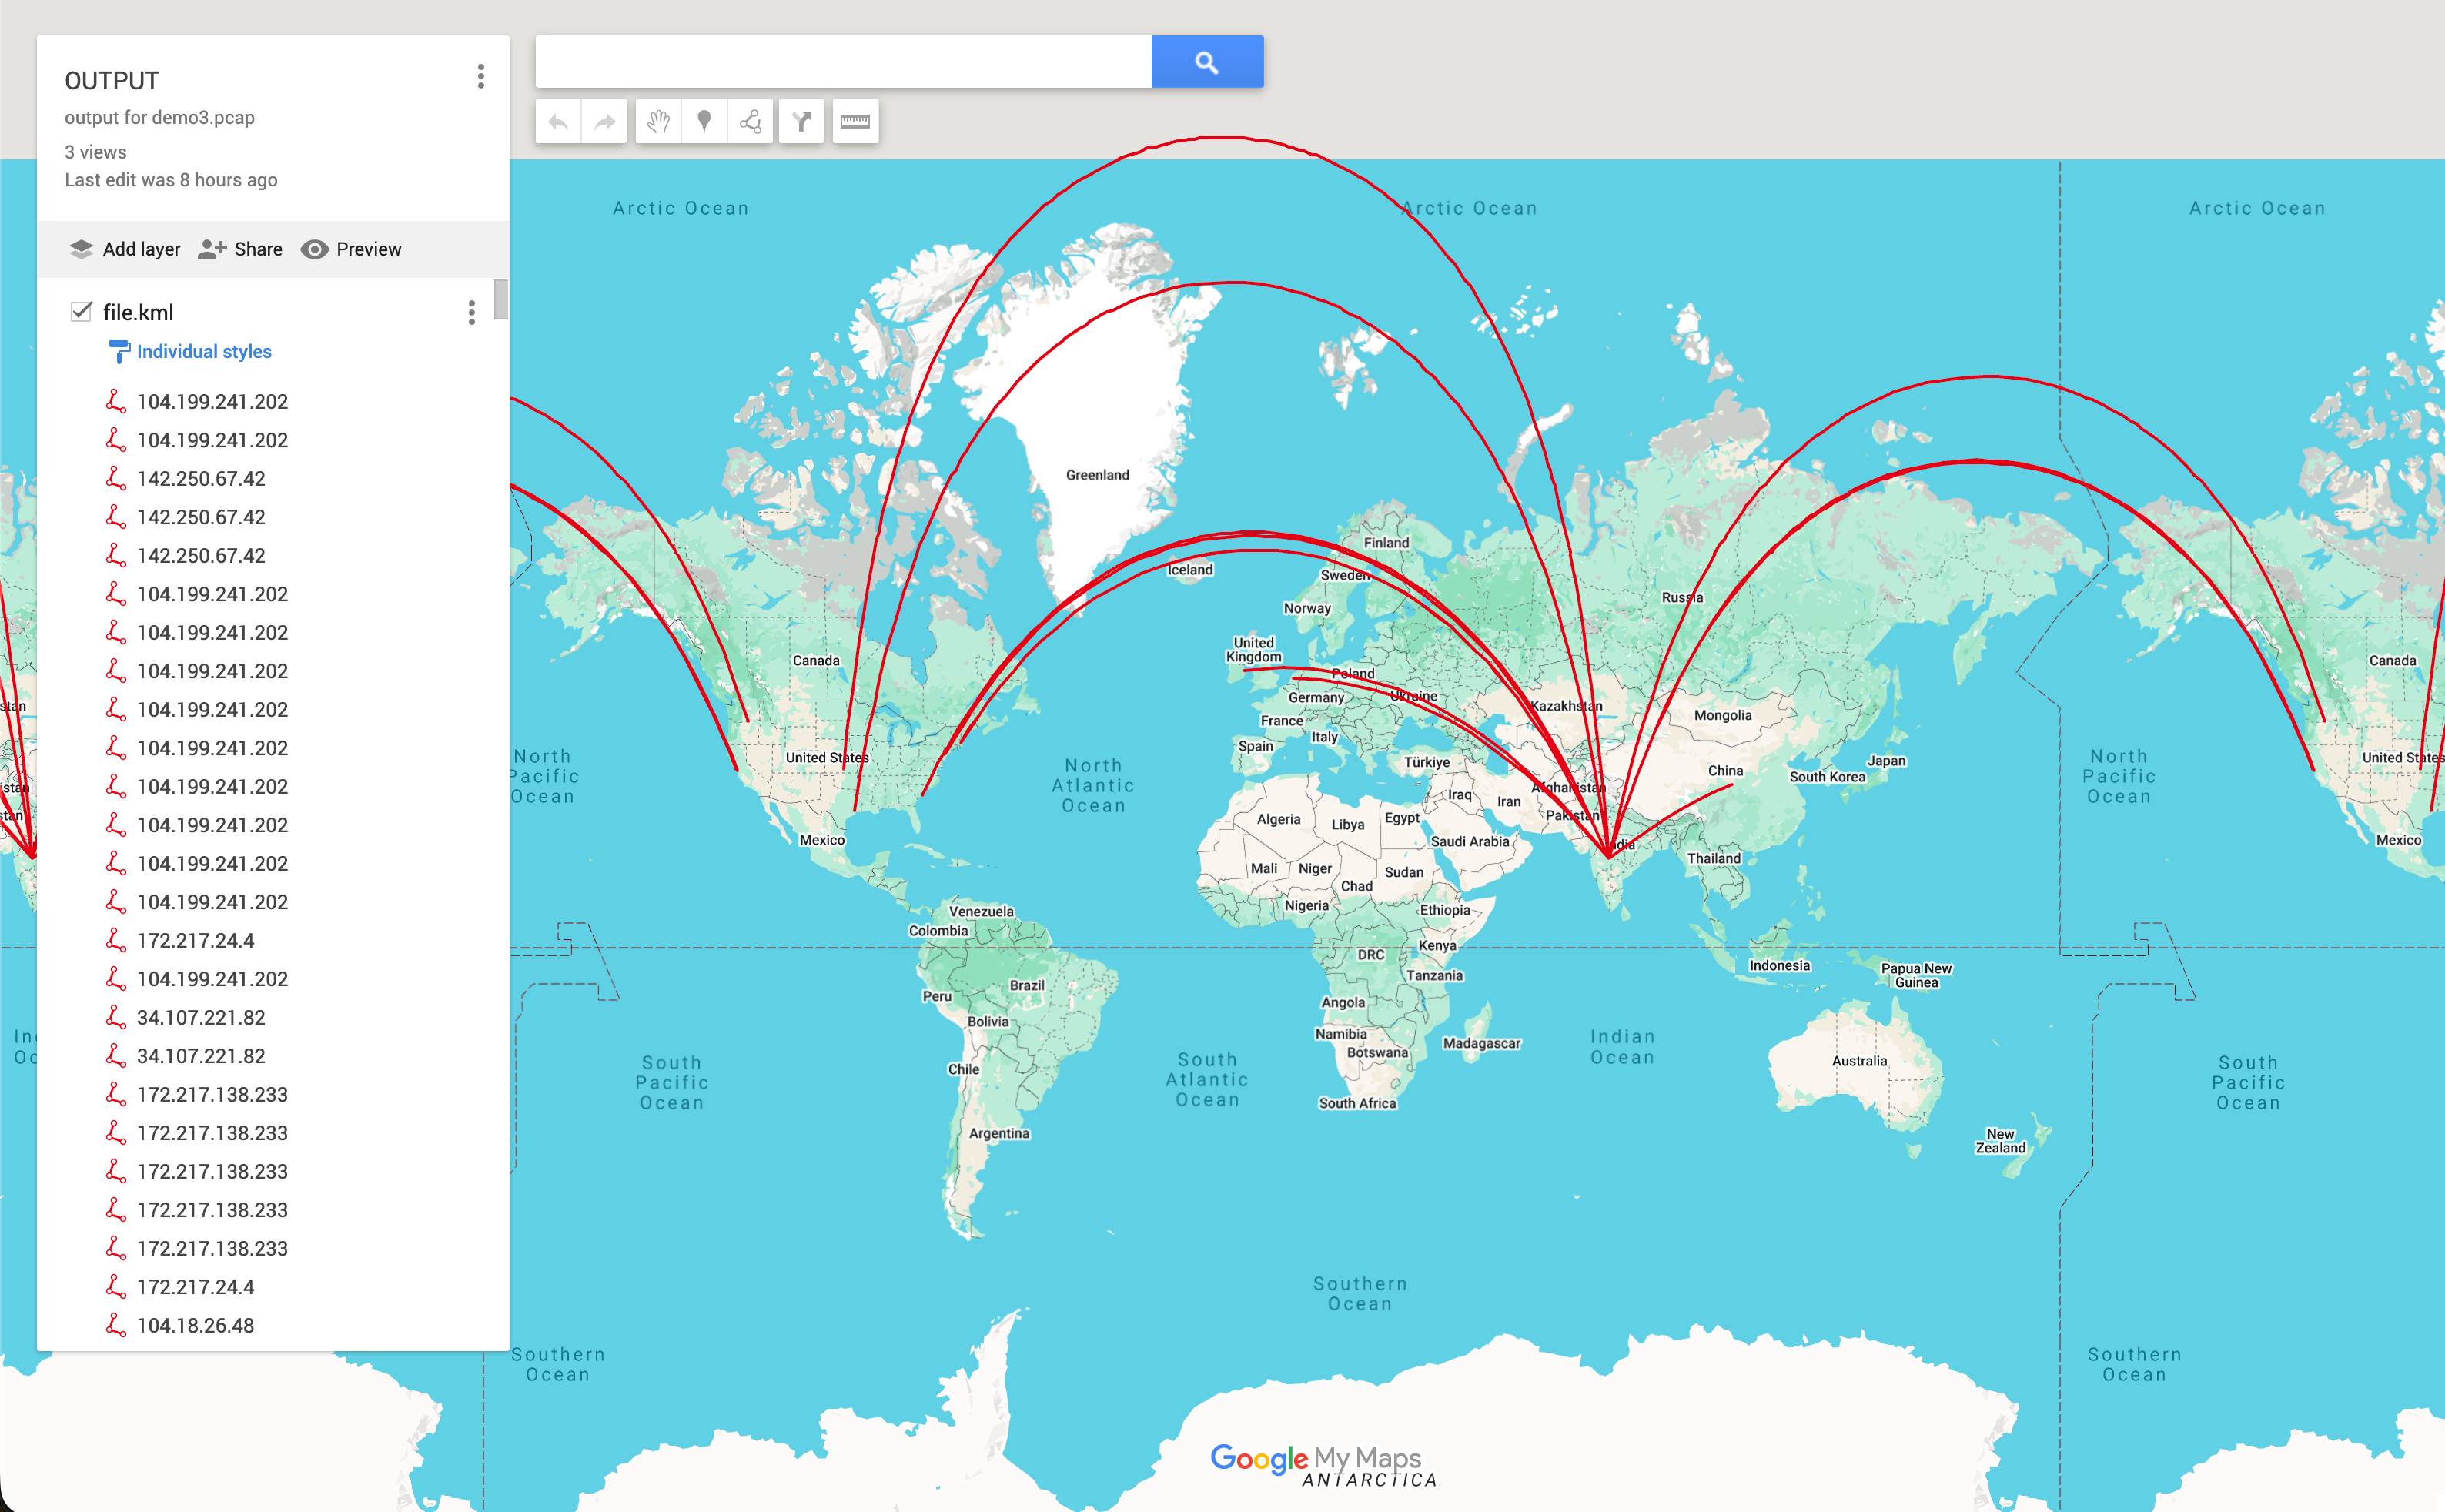 OUTPUT
output for demo3.pcap
3 views
Last edit was 8 hours ago
Add layer
Share
Preview
file.kml
Individual styles
104.199.241.202
104.199.241.202
142.250.67.42
142.250.67.42
142.250.67.42
104.199.241.202
104.199.241.202
104.199.241.202
104.199.241.202
104.199.241.202
104.199.241.202
104.199.241.202
104.199.241.202
104.199.241.202
172.217.24.4
104.199.241.202
34.107.221.82
34.107.221.82
172.217.138.233
172.217.138.233
172.217.138.233
172.217.138.233
172.217.138.233
172.217.24.4
104.18.26.48
Arctic Ocean
Arctic Ocean
Arctic Ocean
Greenland
Iceland
Finland
Sweden
Norway
United
Kingdom
Russia
Canada
Canada
Poland
Germany
Ukraine
Kazakhstan
France
Mongolia
Italy
Spain
United States
United States
North
Pacific
Ocean
North
Atlantic
Ocean
North
Pacific
Ocean
Türkiye
China
Japan
South Korea
Iraq
Iran
Afghanistan
Pakistan
Algeria
Libya
Egypt
Saudi Arabia
India
Mexico
Mexico
Thailand
Mali
Niger
Sudan
Chad
Nigeria
Ethiopia
Venezuela
Colombia
Kenya
DRC
Tanzania
Indonesia
Papua New
Guinea
Peru
Brazil
Angola
Bolivia
Namibia
Botswana
Madagascar
Indian
Ocean
Australia
South
Pacific
Ocean
Chile
South
Atlantic
Ocean
South
Pacific
Ocean
South Africa
Argentina
New
Zealand
Southern
Ocean
Southern
Ocean
Southern
Ocean
Google My Maps
ANTARCTICA